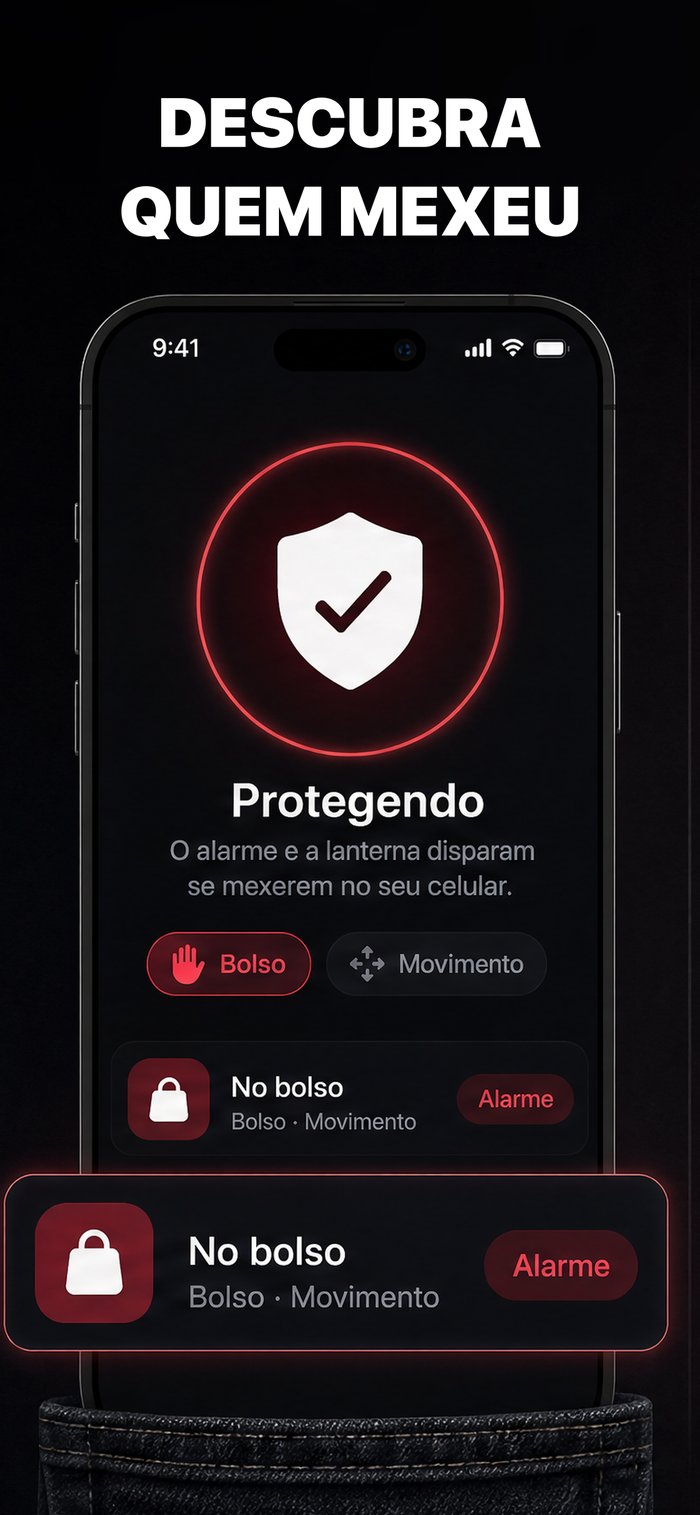 DESCUBRA
QUEM MEXEU
9:41
Protegendo
O alarme e a lanterna disparam
se mexerem no seu celular.
Bolso
Movimento
No bolso
Bolso · Movimento
Alarme
No bolso
Bolso · Movimento
Alarme